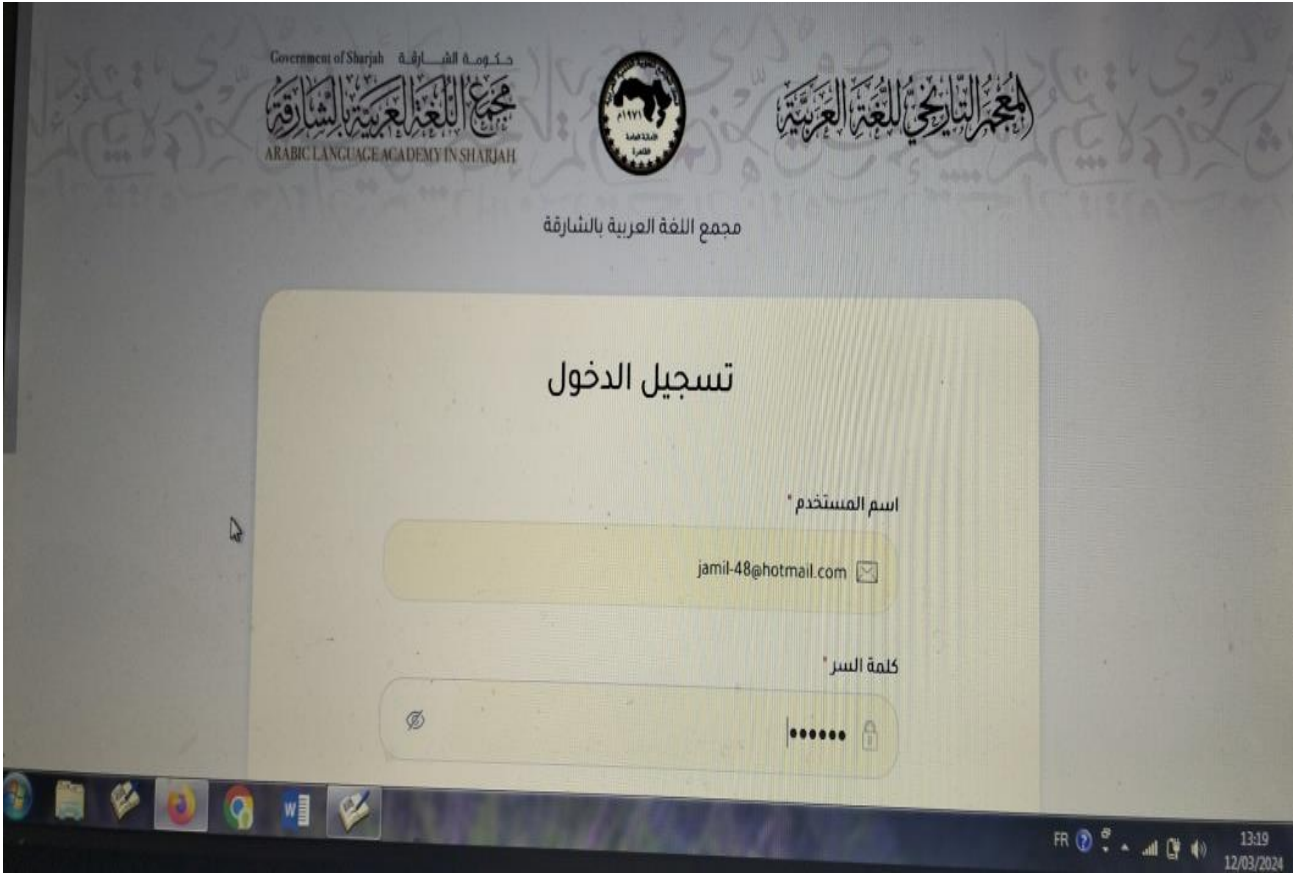 المعجم التاريخي للغة العربية
١٩٧١م
حكومة الشارقة Government of Sharjah
مجمع اللغة العربية بالشارقة
ARABIC LANGUAGE ACADEMY IN SHARJAH
مجمع اللغة العربية بالشارقة
تسجيل الدخول
اسم المستخدم *
jamil-48@hotmail.com
كلمة السر *
••••••
FR
13:19
12/03/2024